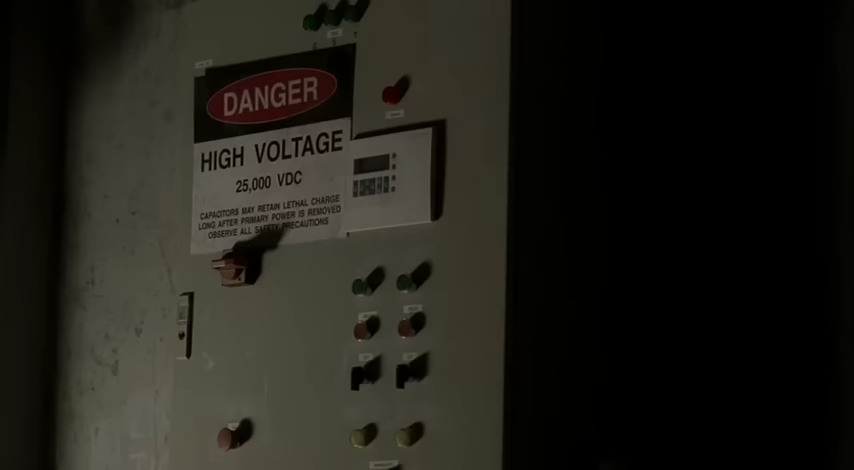 DANGER
HIGH VOLTAGE
25,000 VDC
CAPACITORS MAY RETAIN LETHAL CHARGE
LONG AFTER PRIMARY POWER IS REMOVED
OBSERVE ALL SAFETY PRECAUTIONS